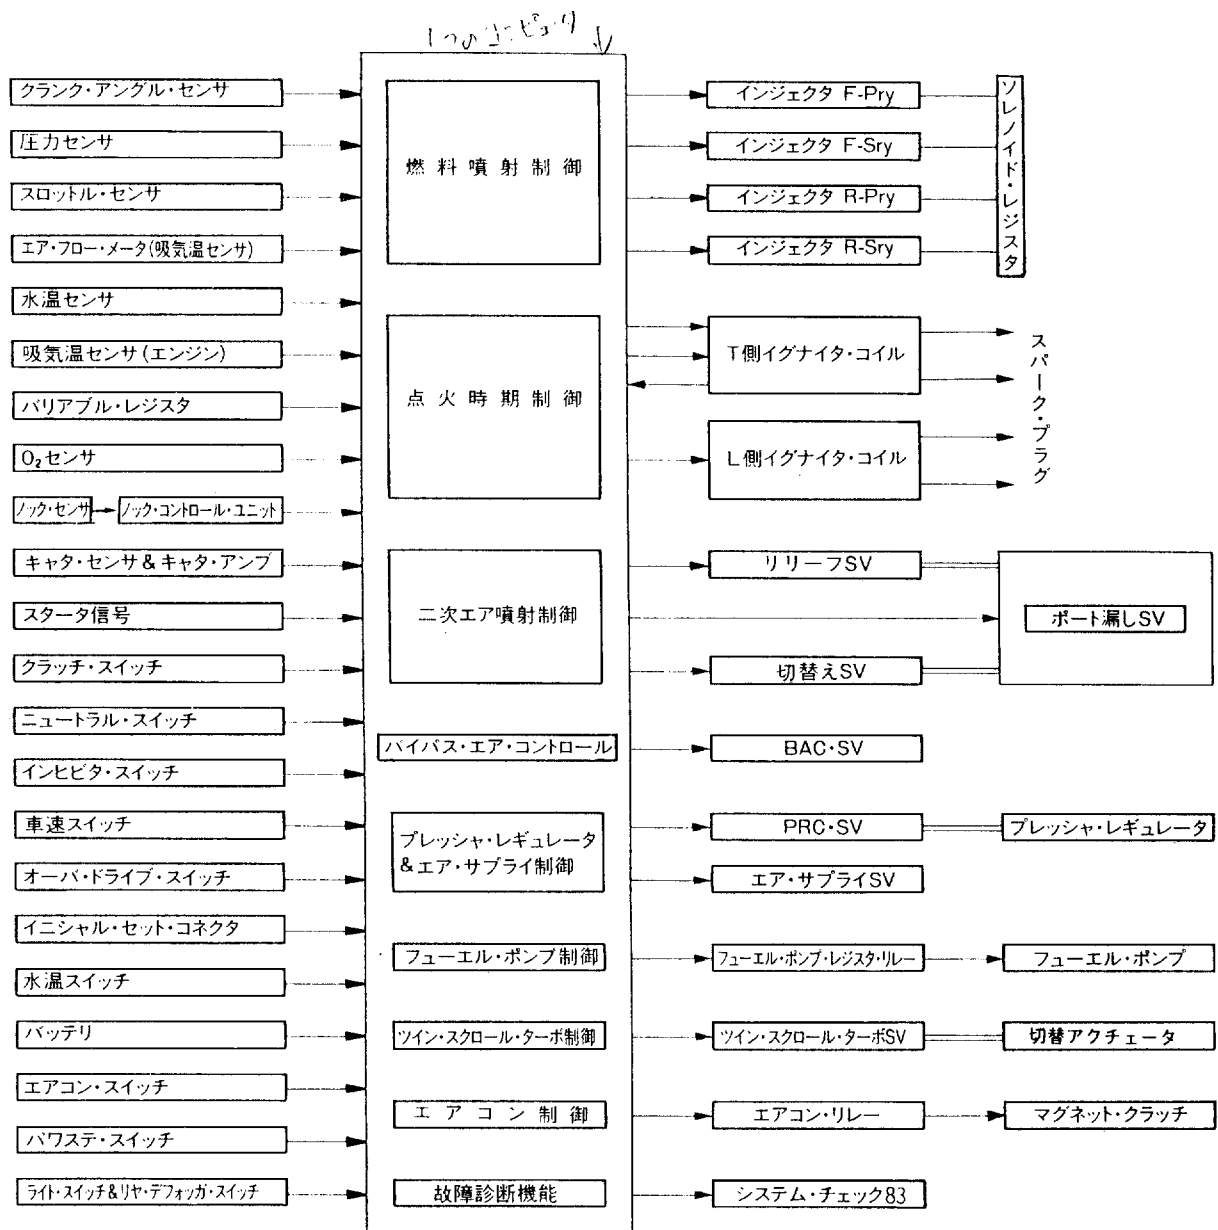 1つのコンピュータ
クランク・アングル・センサ
圧力センサ
スロットル・センサ
エア・フロー・メータ(吸気温センサ)
水温センサ
吸気温センサ(エンジン)
バリアブル・レジスタ
O₂センサ
ノック・センサ
ノック・コントロール・ユニット
キャタ・センサ&キャタ・アンプ
スタータ信号
クラッチ・スイッチ
ニュートラル・スイッチ
インヒビタ・スイッチ
車速スイッチ
オーバ・ドライブ・スイッチ
イニシャル・セット・コネクタ
水温スイッチ
バッテリ
エアコン・スイッチ
パワステ・スイッチ
ライト・スイッチ&リヤ・デフォッガ・スイッチ
燃料噴射制御
点火時期制御
二次エア噴射制御
バイパス・エア・コントロール
プレッシャ・レギュレータ
&エア・サプライ制御
フューエル・ポンプ制御
ツイン・スクロール・ターボ制御
エアコン制御
故障診断機能
インジェクタ F-Pry
インジェクタ F-Sry
インジェクタ R-Pry
インジェクタ R-Sry
T側イグナイタ・コイル
L側イグナイタ・コイル
リリーフSV
切替えSV
BAC・SV
PRC・SV
エア・サプライSV
フューエル・ポンプ・レジスタ・リレー
ツイン・スクロール・ターボSV
エアコン・リレー
システム・チェック83
ソレノイド・レジスタ
スパーク・プラグ
ポート漏しSV
プレッシャ・レギュレータ
フューエル・ポンプ
切替アクチェータ
マグネット・クラッチ